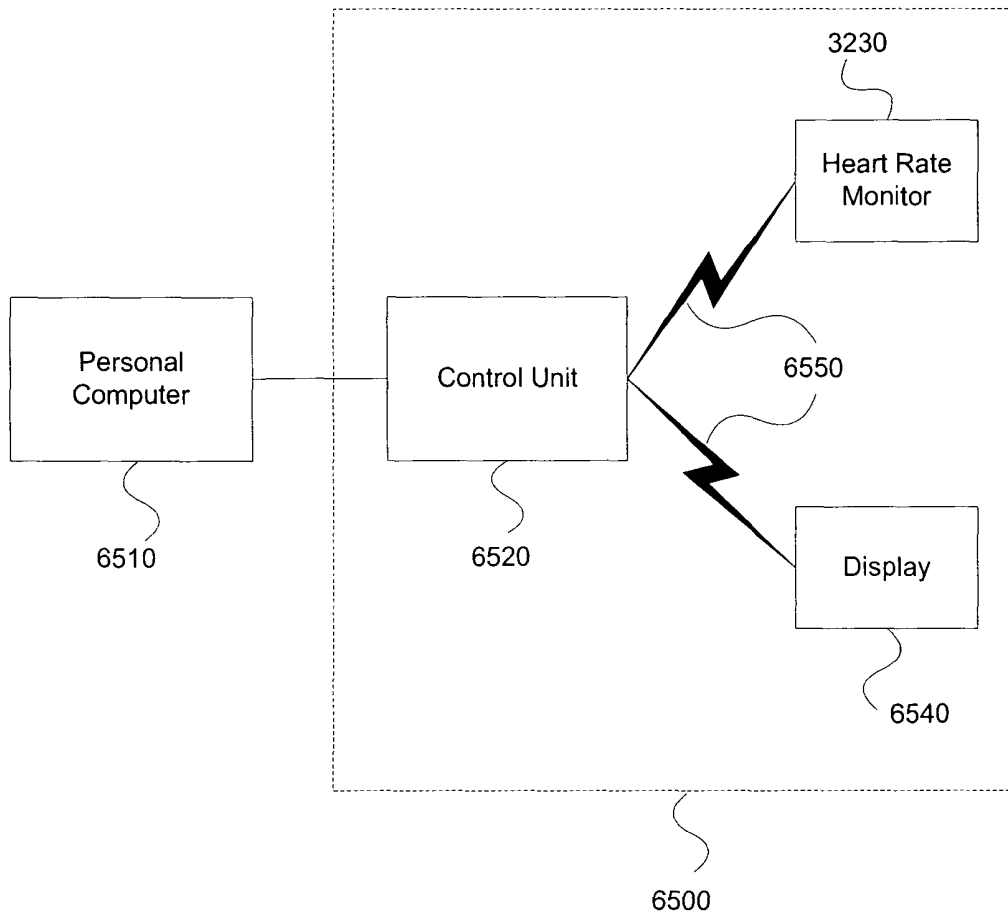 3230
Heart Rate
Monitor
Personal
Computer
Control Unit
6550
6510
6520
Display
6540
6500